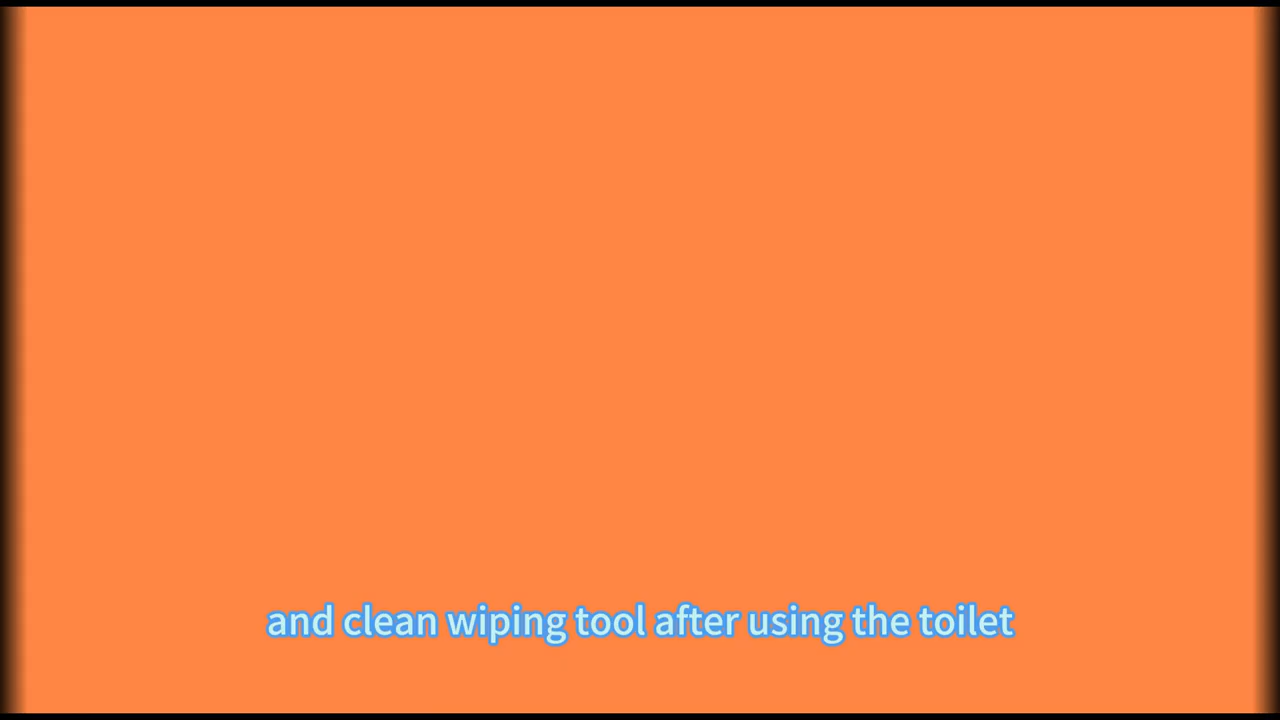 and clean wiping tool after using the toilet